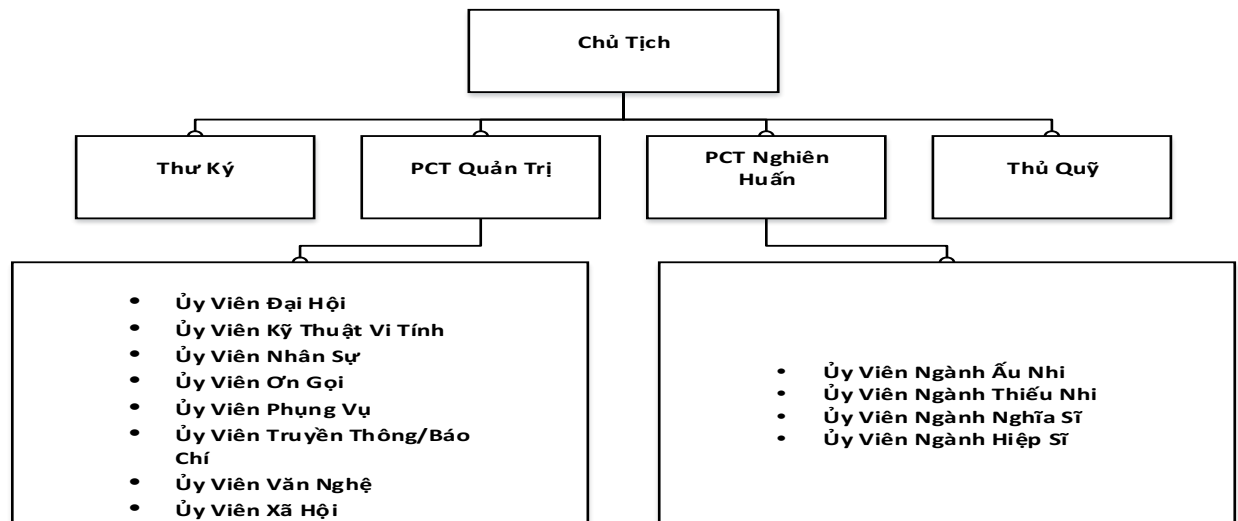 Chủ Tịch
Thư Ký
PCT Quản Trị
PCT Nghiên
Huấn
Thủ Quỹ
• Ủy Viên Đại Hội
• Ủy Viên Kỹ Thuật Vi Tính
• Ủy Viên Nhân Sự
• Ủy Viên Ơn Gọi
• Ủy Viên Phụng Vụ
• Ủy Viên Truyền Thông/Báo
Chí
• Ủy Viên Văn Nghệ
• Ủy Viên Xã Hội
• Ủy Viên Ngành Ấu Nhi
• Ủy Viên Ngành Thiếu Nhi
• Ủy Viên Ngành Nghĩa Sĩ
• Ủy Viên Ngành Hiệp Sĩ